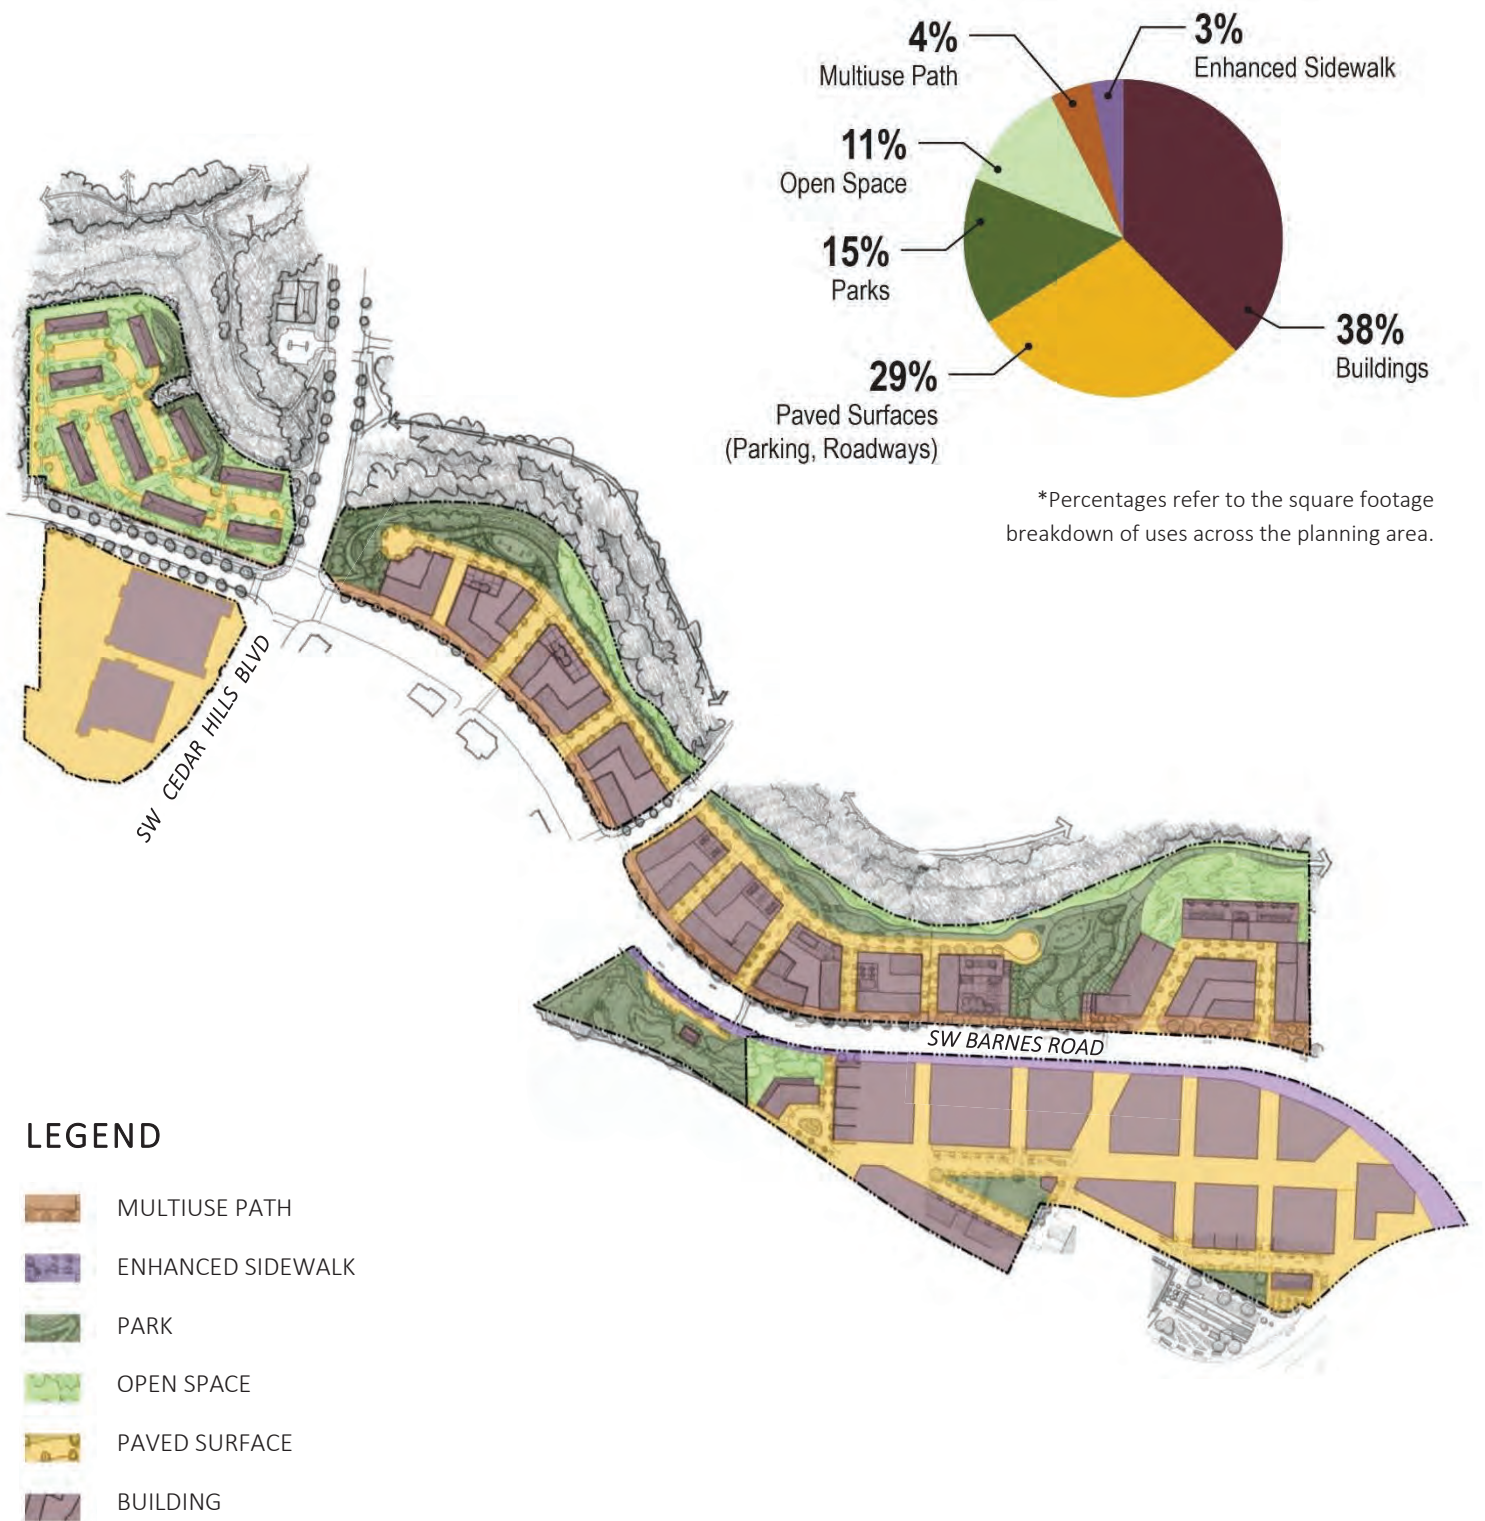 4%
Multiuse Path
3%
Enhanced Sidewalk
11%
Open Space
15%
Parks
29%
Paved Surfaces
(Parking, Roadways)
38%
Buildings
*Percentages refer to the square footage
breakdown of uses across the planning area.
SW CEDAR HILLS BLVD
SW BARNES ROAD
LEGEND
MULTIUSE PATH
ENHANCED SIDEWALK
PARK
OPEN SPACE
PAVED SURFACE
BUILDING